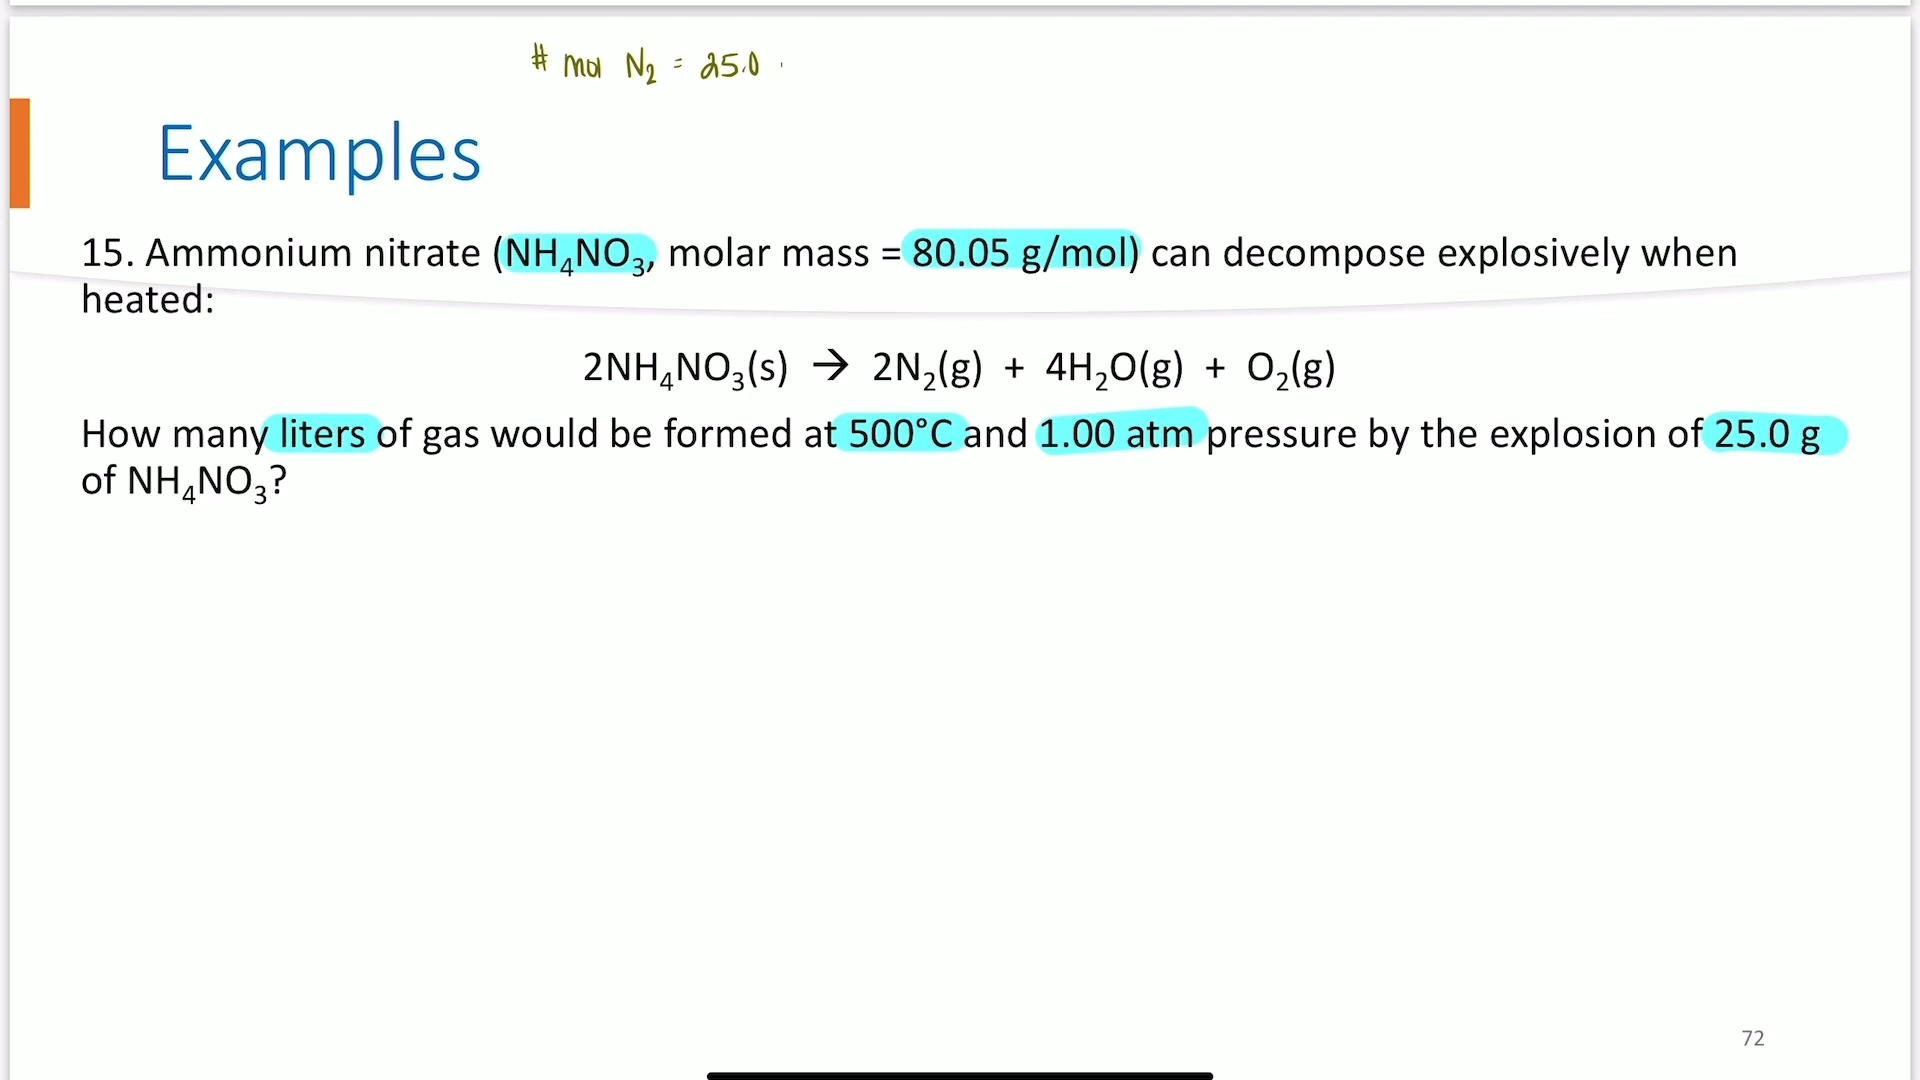 # mol N₂ = 25.0
Examples
15. Ammonium nitrate (NH₄NO₃, molar mass = 80.05 g/mol) can decompose explosively when
heated:
2NH₄NO₃(s) → 2N₂(g) + 4H₂O(g) + O₂(g)
How many liters of gas would be formed at 500°C and 1.00 atm pressure by the explosion of 25.0 g
of NH₄NO₃?
72